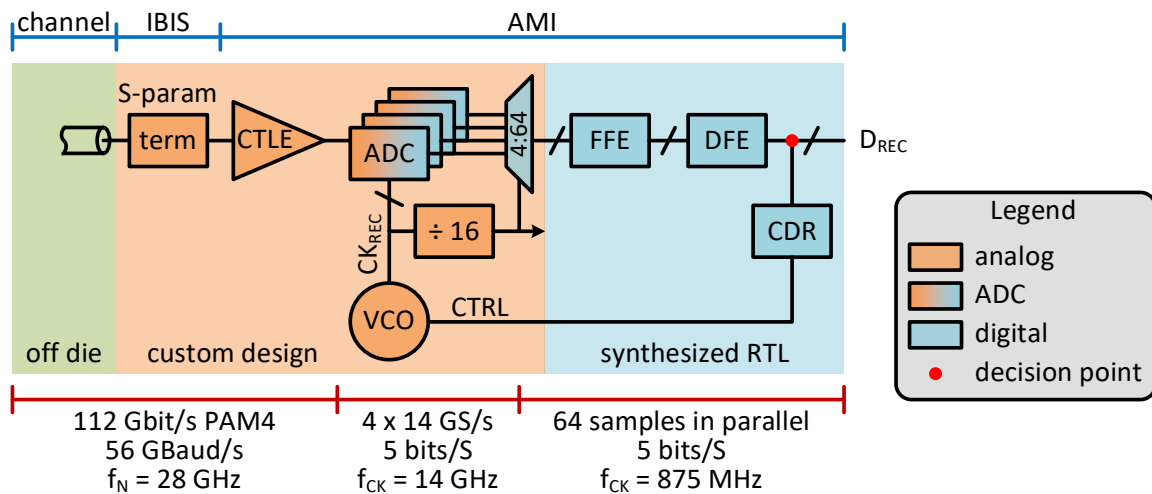 channel IBIS AMI
S-param
term CTLE ADC 4:64 FFE DFE D_REC
CK_REC ÷ 16 CDR
VCO CTRL
off die custom design synthesized RTL
112 Gbit/s PAM4 4 x 14 GS/s 64 samples in parallel
56 GBaud/s 5 bits/S 5 bits/S
f_N = 28 GHz f_CK = 14 GHz f_CK = 875 MHz
Legend
analog
ADC
digital
decision point